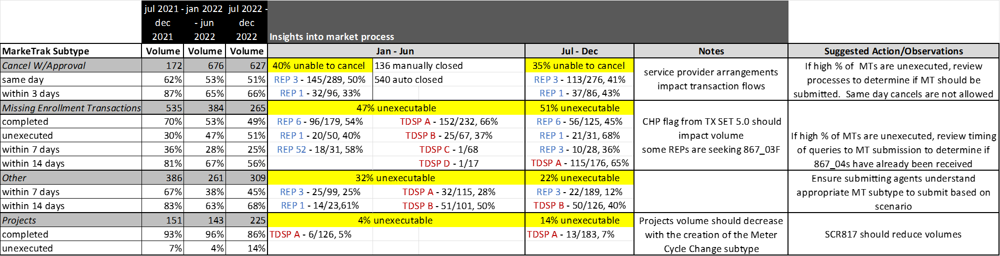 jul 2021 - jan 2022 jul 2022 -
dec - jun dec
2021 2022 2022 Insights into market process
MarkeTrak Subtype Volume Volume Volume Jan - Jun Jul - Dec Notes Suggested Action/Observations
Cancel W/Approval 172 676 627 40% unable to cancel 136 manually closed 35% unable to cancel
same day 62% 53% 51% REP 3 - 145/289, 50% 540 auto closed REP 3 - 113/276, 41%
within 3 days 87% 65% 66% REP 1 - 32/96, 33% REP 1 - 37/86, 43%
service provider arrangements
impact transaction flows
If high % of  MTs are unexecuted, review
processes to determine if MT should be
submitted.  Same day cancels are not allowed
Missing Enrollment Transactions 535 384 265 47% unexecutable 51% unexecutable
completed 70% 53% 49% REP 6 - 96/179, 54% TDSP A - 152/232, 66% REP 6 - 56/125, 45%
unexecuted 30% 47% 51% REP 1 - 20/50, 40% TDSP B - 25/67, 37% REP 1 - 21/31, 68%
within 7 days 36% 28% 25% REP 52 - 18/31, 58% TDSP C - 1/68 REP 3 - 10/28, 36%
within 14 days 81% 67% 56% TDSP D - 1/17 TDSP A - 115/176, 65%
CHP flag from TX SET 5.0 should
impact volume
some REPs are seeking 867_03F
If high % of MTs are unexecuted, review timing
of queries to MT submission to determine if
867_04s have already been received
Other 386 261 309 32% unexecutable 22% unexecutable
within 7 days 67% 38% 45% REP 3 - 25/99, 25% TDSP A - 32/115, 28% REP 3 - 22/189, 12%
within 14 days 83% 63% 68% REP 1 - 14/23,61% TDSP B - 51/101, 50% TDSP B - 50/126, 40%
Ensure submitting agents understand
appropriate MT subtype to submit based on
scenario
Projects 151 143 225 4% unexecutable 14% unexecutable
completed 93% 96% 86% TDSP A - 6/126, 5% TDSP A - 13/183, 7%
unexecuted 7% 4% 14%
Projects volume should decrease
with the creation of the Meter
Cycle Change subtype
SCR817 should reduce volumes